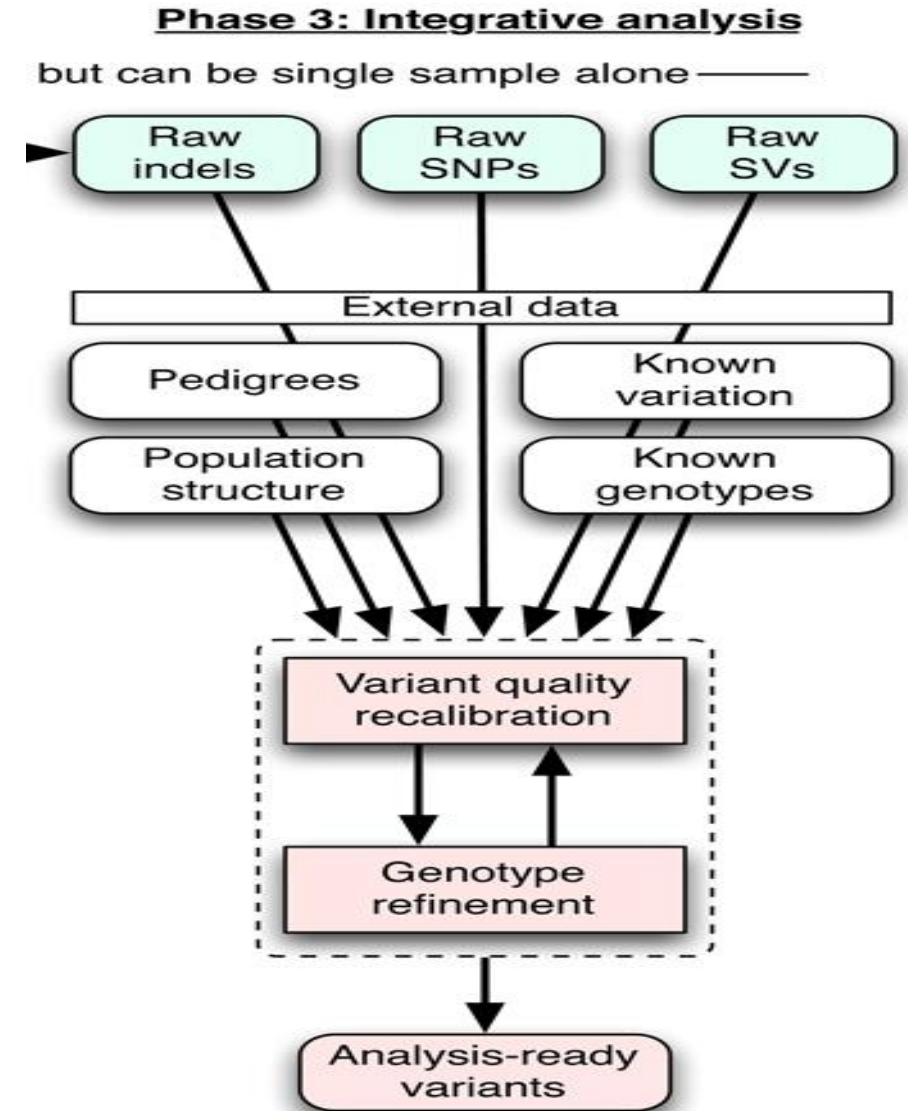 Phase 3: Integrative analysis
but can be single sample alone
Raw
indels
Raw
SNPs
Raw
SVs
External data
Pedigrees
Known
variation
Population
structure
Known
genotypes
Variant quality
recalibration
Genotype
refinement
Analysis-ready
variants